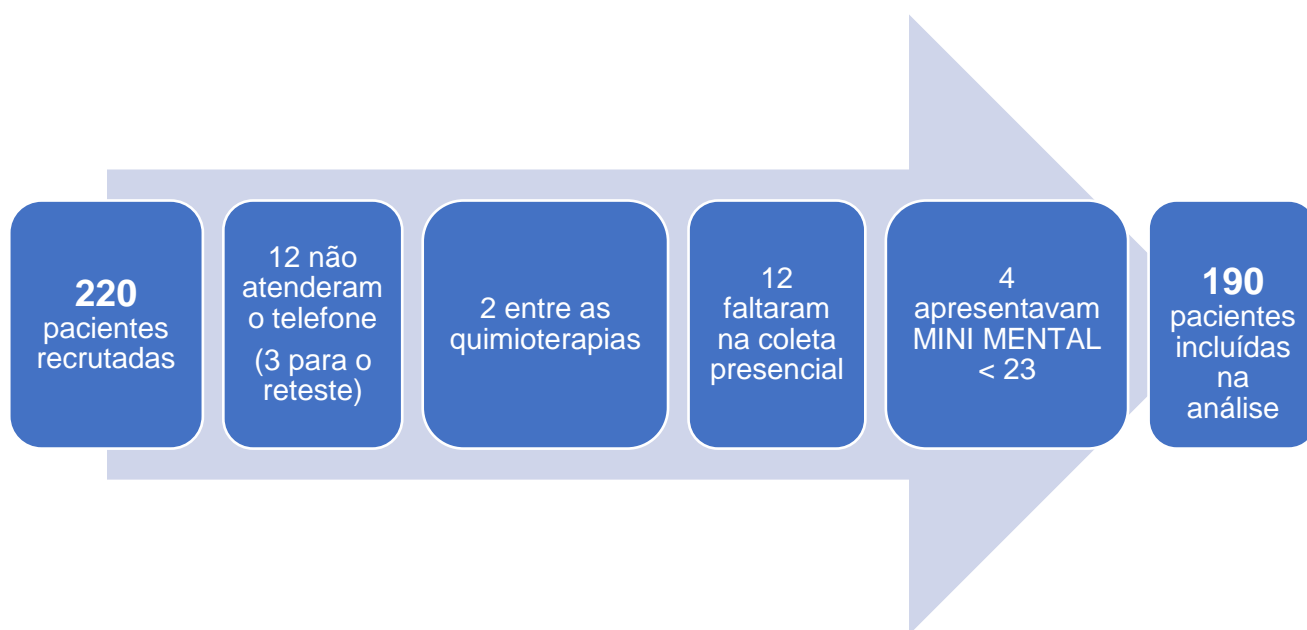 220
pacientes
recrutadas
12 não
atenderam
o telefone
(3 para o
reteste)
2 entre as
quimioterapias
12
faltaram
na coleta
presencial
4
apresentavam
MINI MENTAL
< 23
190
pacientes
incluídas
na
análise